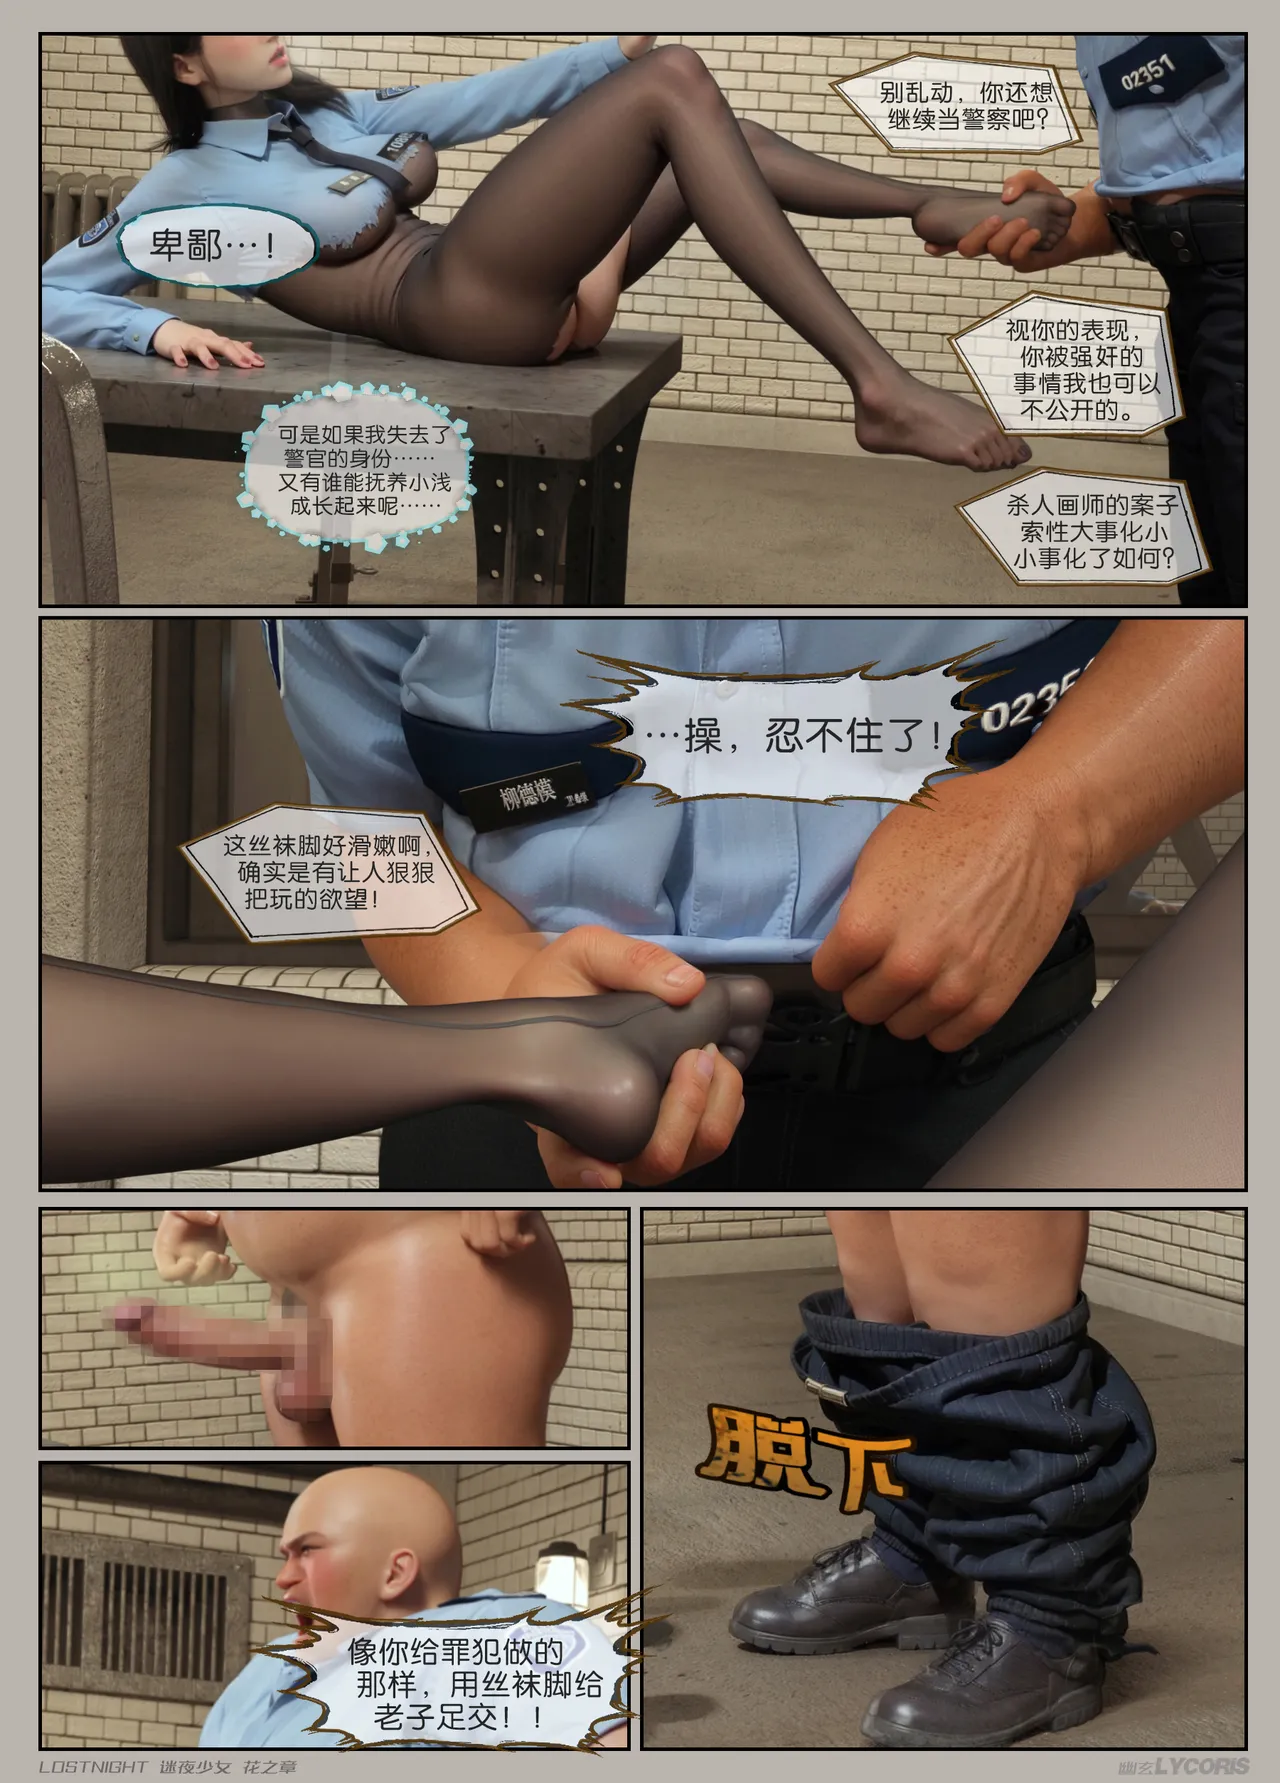 别乱动，你还想
继续当警察吧？
02351
108
卑鄙…！
视你的表现，
你被强奸的
事情我也可以
不公开的。
可是如果我失去了
警官的身份……
又有谁能抚养小浅
成长起来呢……
杀人画师的案子
索性大事化小
小事化了如何？
…操，忍不住了！
0235
柳德模
这丝袜脚好滑嫩啊，
确实是有让人狠狠
把玩的欲望！
脱下
像你给罪犯做的
那样，用丝袜脚给
老子足交！！
LOSTNIGHT 迷夜少女 花之章
幽玄LYCORIS